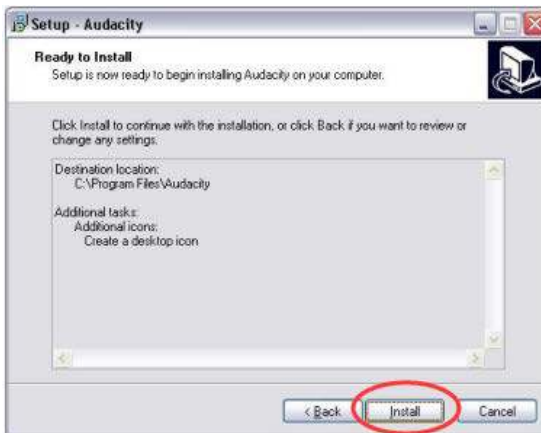 Setup - Audacity
Ready to Install
Setup is now ready to begin installing Audacity on your computer.
Click Install to continue with the installation, or click Back if you want to review or
change any settings.
Destination location:
C:\Program Files\Audacity
Additional tasks:
Additional icons:
Create a desktop icon
< Back
Install
Cancel